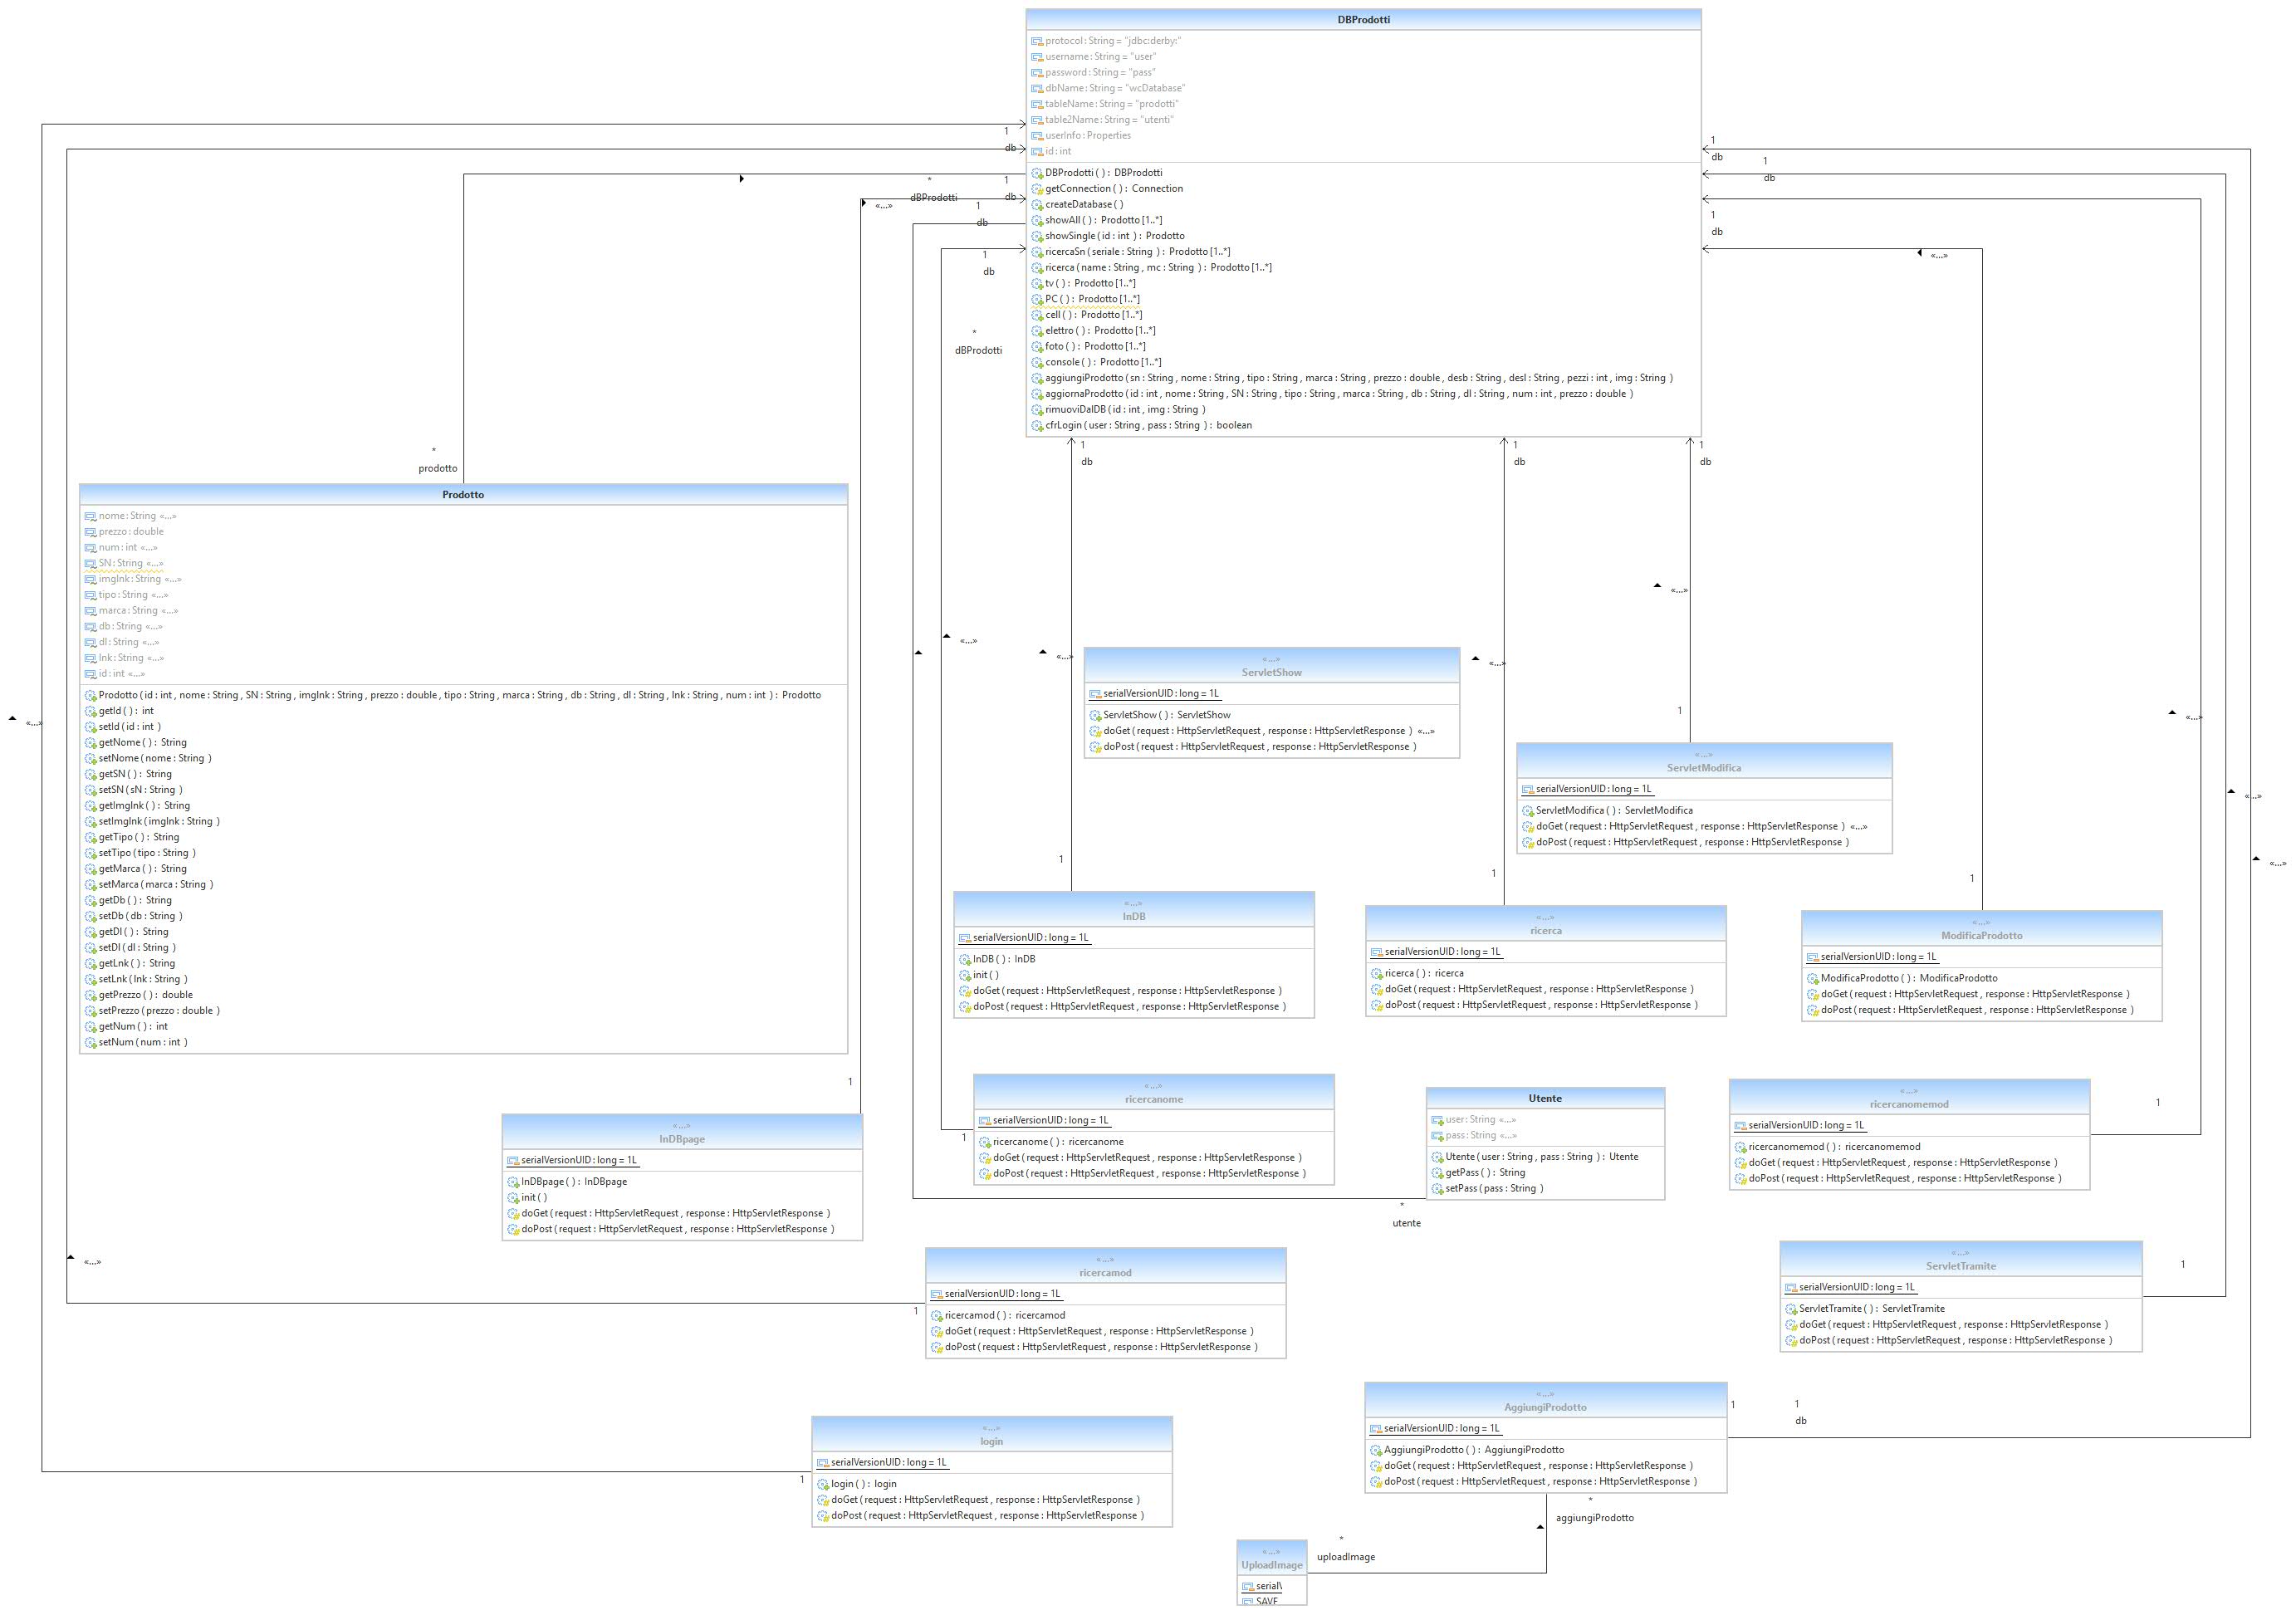 DBProdotti
protocol : String = "jdbc:derby:"
username : String = "user"
password : String = "pass"
dbName : String = "wcDatabase"
tableName : String = "prodotti"
table2Name : String = "utenti"
userInfo : Properties
id : int
DBProdotti ( ) : DBProdotti
getConnection ( ) : Connection
createDatabase ( )
showAll ( ) : Prodotto [1..*]
showSingle ( id : int ) : Prodotto
ricercaSn ( seriale : String ) : Prodotto [1..*]
ricerca ( name : String , mc : String ) : Prodotto [1..*]
tv ( ) : Prodotto [1..*]
PC ( ) : Prodotto [1..*]
cell ( ) : Prodotto [1..*]
elettro ( ) : Prodotto [1..*]
foto ( ) : Prodotto [1..*]
console ( ) : Prodotto [1..*]
aggiungiProdotto ( sn : String , nome : String , tipo : String , marca : String , prezzo : double , desb : String , desl : String , pezzi : int , img : String )
aggiornaProdotto ( id : int , nome : String , SN : String , tipo : String , marca : String , db : String , dl : String , num : int , prezzo : double )
rimuoviDalDB ( id : int , img : String )
cfrLogin ( user : String , pass : String ) : boolean
1
db
1
db
1
db
1
db
1
db
*
dBProdotti
*
dBProdotti
«...»
1
db
1
db
1
db
«...»
1
db
1
db
1
db
*
prodotto
Prodotto
nome : String «...»
prezzo : double
num : int «...»
SN : String «...»
imglnk : String «...»
tipo : String «...»
marca : String «...»
db : String «...»
dl : String «...»
lnk : String «...»
id : int «...»
Prodotto ( id : int , nome : String , SN : String , imglnk : String , prezzo : double , tipo : String , marca : String , db : String , dl : String , lnk : String , num : int ) : Prodotto
getId ( ) : int
setId ( id : int )
getNome ( ) : String
setNome ( nome : String )
getSN ( ) : String
setSN ( sN : String )
getImglnk ( ) : String
setImglnk ( imglnk : String )
getTipo ( ) : String
setTipo ( tipo : String )
getMarca ( ) : String
setMarca ( marca : String )
getDb ( ) : String
setDb ( db : String )
getDl ( ) : String
setDl ( dl : String )
getLnk ( ) : String
setLnk ( lnk : String )
getPrezzo ( ) : double
setPrezzo ( prezzo : double )
getNum ( ) : int
setNum ( num : int )
«...»
«...»
«...»
«...»
«...»
«...»
«...»
«...»
ServletShow
serialVersionUID : long = 1L
ServletShow ( ) : ServletShow
doGet ( request : HttpServletRequest , response : HttpServletResponse ) «...»
doPost ( request : HttpServletRequest , response : HttpServletResponse )
1
«...»
ServletModifica
serialVersionUID : long = 1L
ServletModifica ( ) : ServletModifica
doGet ( request : HttpServletRequest , response : HttpServletResponse ) «...»
doPost ( request : HttpServletRequest , response : HttpServletResponse )
«...»
«...»
1
«...»
InDB
serialVersionUID : long = 1L
InDB ( ) : InDB
init ( )
doGet ( request : HttpServletRequest , response : HttpServletResponse )
doPost ( request : HttpServletRequest , response : HttpServletResponse )
1
«...»
ricerca
serialVersionUID : long = 1L
ricerca ( ) : ricerca
doGet ( request : HttpServletRequest , response : HttpServletResponse )
doPost ( request : HttpServletRequest , response : HttpServletResponse )
1
«...»
ModificaProdotto
serialVersionUID : long = 1L
ModificaProdotto ( ) : ModificaProdotto
doGet ( request : HttpServletRequest , response : HttpServletResponse )
doPost ( request : HttpServletRequest , response : HttpServletResponse )
1
«...»
InDBpage
serialVersionUID : long = 1L
InDBpage ( ) : InDBpage
init ( )
doGet ( request : HttpServletRequest , response : HttpServletResponse )
doPost ( request : HttpServletRequest , response : HttpServletResponse )
«...»
ricercanome
serialVersionUID : long = 1L
ricercanome ( ) : ricercanome
doGet ( request : HttpServletRequest , response : HttpServletResponse )
doPost ( request : HttpServletRequest , response : HttpServletResponse )
1
Utente
user : String «...»
pass : String «...»
Utente ( user : String , pass : String ) : Utente
getPass ( ) : String
setPass ( pass : String )
*
utente
«...»
ricercanomemod
serialVersionUID : long = 1L
ricercanomemod ( ) : ricercanomemod
doGet ( request : HttpServletRequest , response : HttpServletResponse )
doPost ( request : HttpServletRequest , response : HttpServletResponse )
1
«...»
«...»
ricercamod
serialVersionUID : long = 1L
ricercamod ( ) : ricercamod
doGet ( request : HttpServletRequest , response : HttpServletResponse )
doPost ( request : HttpServletRequest , response : HttpServletResponse )
1
«...»
ServletTramite
serialVersionUID : long = 1L
ServletTramite ( ) : ServletTramite
doGet ( request : HttpServletRequest , response : HttpServletResponse )
doPost ( request : HttpServletRequest , response : HttpServletResponse )
1
«...»
login
serialVersionUID : long = 1L
login ( ) : login
doGet ( request : HttpServletRequest , response : HttpServletResponse )
doPost ( request : HttpServletRequest , response : HttpServletResponse )
1
«...»
AggiungiProdotto
serialVersionUID : long = 1L
AggiungiProdotto ( ) : AggiungiProdotto
doGet ( request : HttpServletRequest , response : HttpServletResponse )
doPost ( request : HttpServletRequest , response : HttpServletResponse )
1
1
db
*
aggiungiProdotto
*
uploadImage
«...»
UploadImage
serialV
SAVE